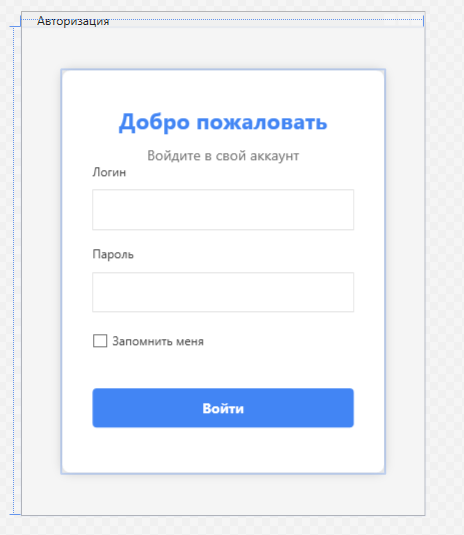 Авторизация
Добро пожаловать
Войдите в свой аккаунт
Логин
Пароль
Запомнить меня
Войти